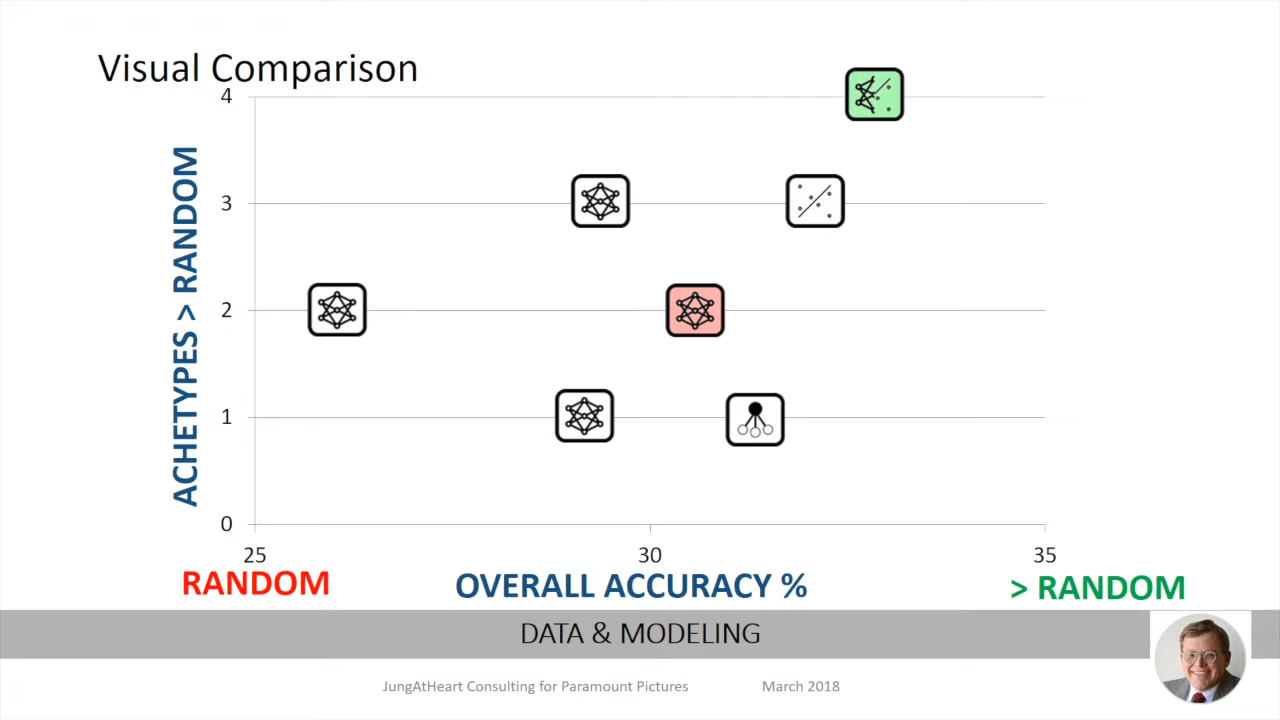 Visual Comparison
4
3
2
1
0
ACHETYPES > RANDOM
25
30
35
RANDOM
OVERALL ACCURACY %
> RANDOM
DATA & MODELING
JungAtHeart Consulting for Paramount Pictures
March 2018